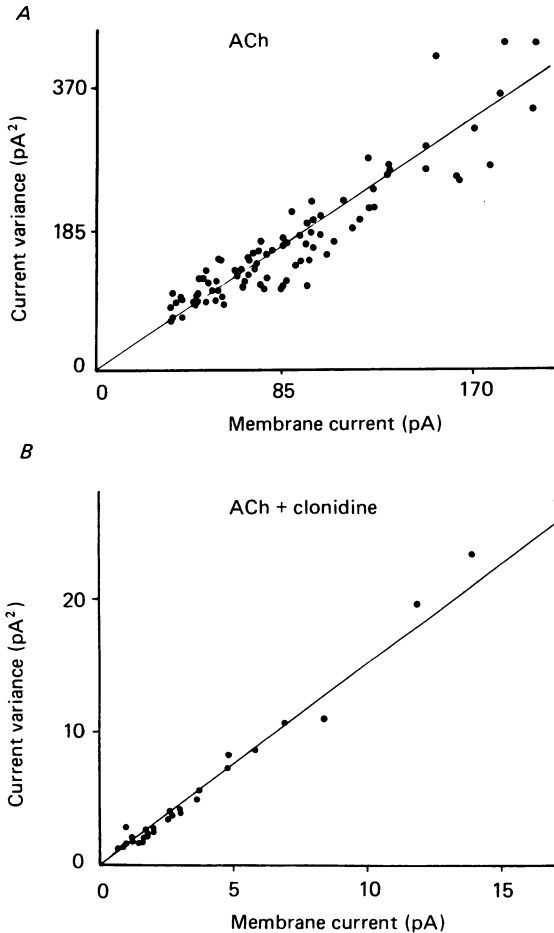 A
ACh
370
185
0
0
85
170
Current variance (pA²)
Membrane current (pA)
B
ACh + clonidine
20
10
0
0
5
10
15
Current variance (pA²)
Membrane current (pA)